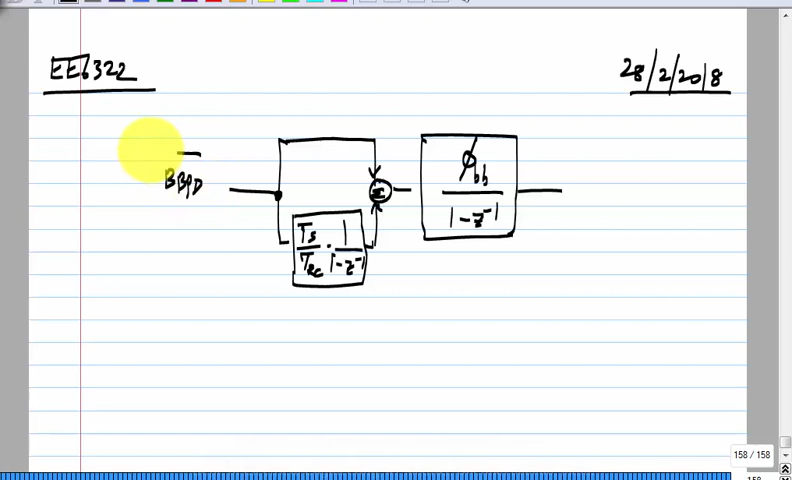 EE6322
28/2/2018
BBPD
Σ
ϕbb
1-z⁻¹
Ts/TRC · 1/1-z⁻¹
158 / 158